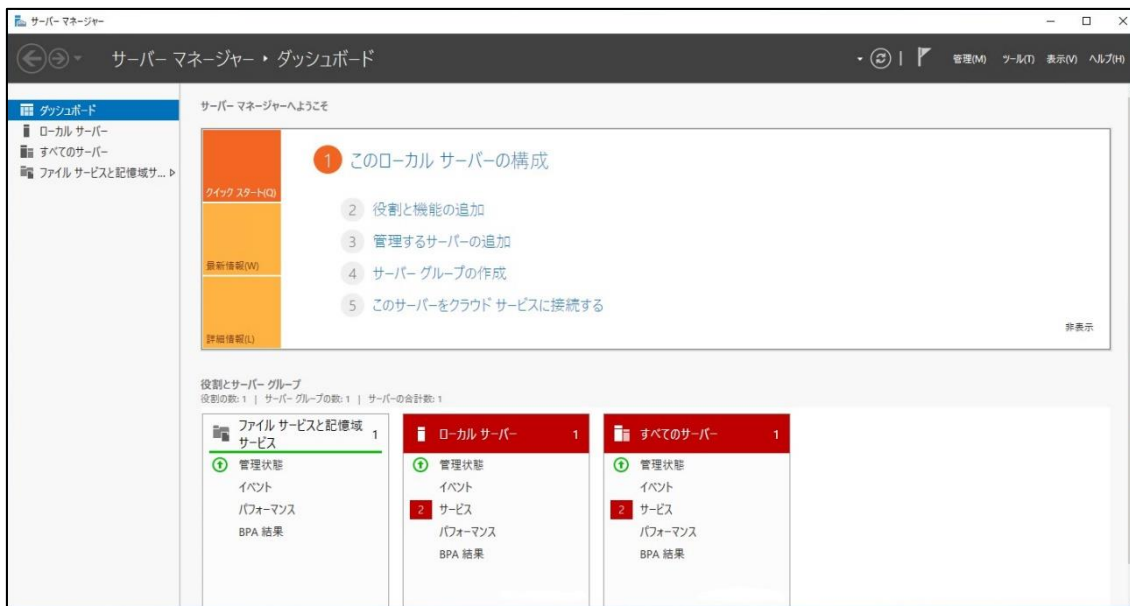 サーバー マネージャー
サーバー マネージャー ・ ダッシュボード
管理(M) ツール(T) 表示(V) ヘルプ(H)
ダッシュボード
ローカル サーバー
すべてのサーバー
ファイル サービスと記憶域サ...
サーバー マネージャーへようこそ
クイック スタート(Q)
最新情報(W)
詳細情報(L)
1 このローカル サーバーの構成
2 役割と機能の追加
3 管理するサーバーの追加
4 サーバー グループの作成
5 このサーバーをクラウド サービスに接続する
非表示
役割とサーバー グループ
役割の数: 1 | サーバー グループの数: 1 | サーバーの合計数: 1
ファイル サービスと記憶域 1
サービス
管理状態
イベント
パフォーマンス
BPA 結果
ローカル サーバー 1
管理状態
イベント
2 サービス
パフォーマンス
BPA 結果
すべてのサーバー 1
管理状態
イベント
2 サービス
パフォーマンス
BPA 結果